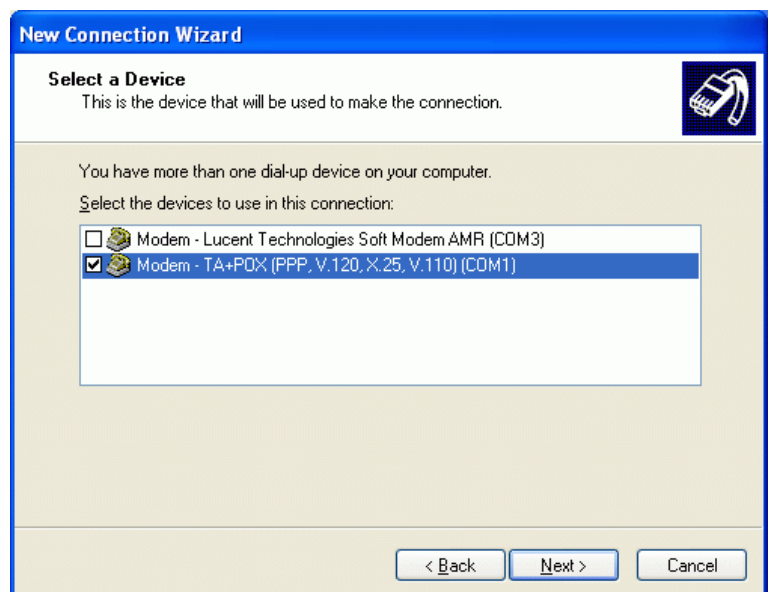 New Connection Wizard
Select a Device
This is the device that will be used to make the connection.
You have more than one dial-up device on your computer.
Select the devices to use in this connection:
Modem - Lucent Technologies Soft Modem AMR (COM3)
Modem - TA+POX (PPP, V.120, X.25, V.110) (COM1)
< Back
Next >
Cancel